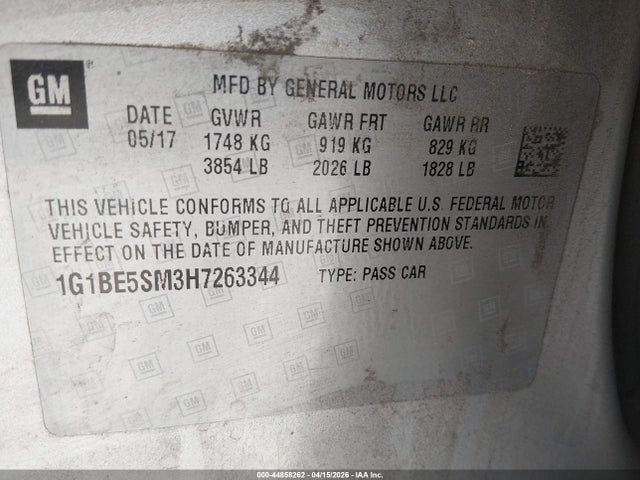 GM
MFD BY GENERAL MOTORS LLC
DATE GVWR GAWR FRT GAWR RR
05/17 1748 KG 919 KG 829 KG
3854 LB 2026 LB 1828 LB
THIS VEHICLE CONFORMS TO ALL APPLICABLE U.S. FEDERAL MOTOR
VEHICLE SAFETY, BUMPER, AND THEFT PREVENTION STANDARDS IN
EFFECT ON THE DATE OF MANUFACTURE SHOWN ABOVE.
1G1BE5SM3H7263344 TYPE: PASS CAR
000-44858262 - 04/15/2026 - IAA Inc.